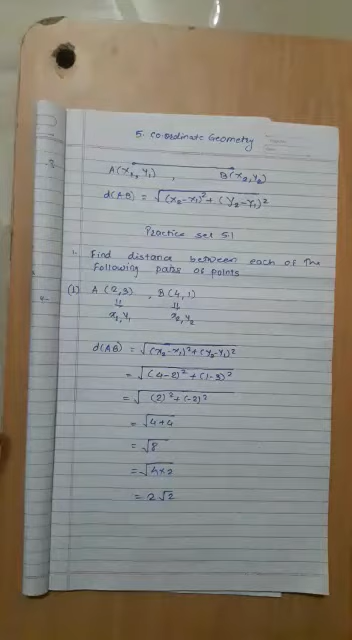 5. Co-ordinate Geometry
A(x₁, y₁) , B(x₂, y₂)
d(AB) = √(x₂-x₁)² + (y₂-y₁)²
Practice set 5.1
1. Find distance between each of the
following pairs of points
(1) A (2,3) , B(4,1)
x₁, y₁ x₂, y₂
d(AB) = √(x₂-x₁)² + (y₂-y₁)²
= √(4-2)² + (1-3)²
= √(2)² + (-2)²
= √4+4
= √8
= √4×2
= 2√2